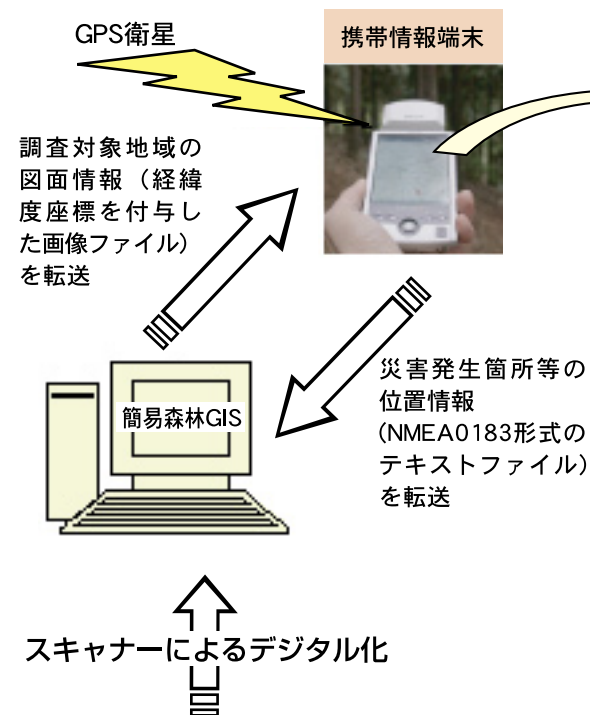 GPS衛星
携帯情報端末
調査対象地域の
図面情報（経緯
度座標を付与し
た画像ファイル）
を転送
災害発生箇所等の
位置情報
(NMEA0183形式の
テキストファイル）
を転送
簡易森林GIS
スキャナーによるデジタル化